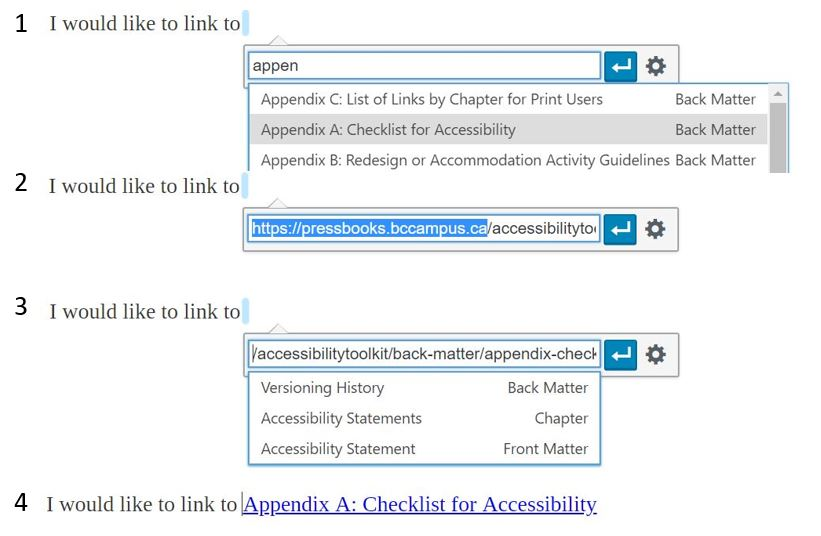 1 I would like to link to
appen
Appendix C: List of Links by Chapter for Print Users Back Matter
Appendix A: Checklist for Accessibility Back Matter
Appendix B: Redesign or Accommodation Activity Guidelines Back Matter
2 I would like to link to
https://pressbooks.bccampus.ca/accessibilityto
3 I would like to link to
/accessibilitytoolkit/back-matter/appendix-check
Versioning History Back Matter
Accessibility Statements Chapter
Accessibility Statement Front Matter
4 I would like to link to Appendix A: Checklist for Accessibility